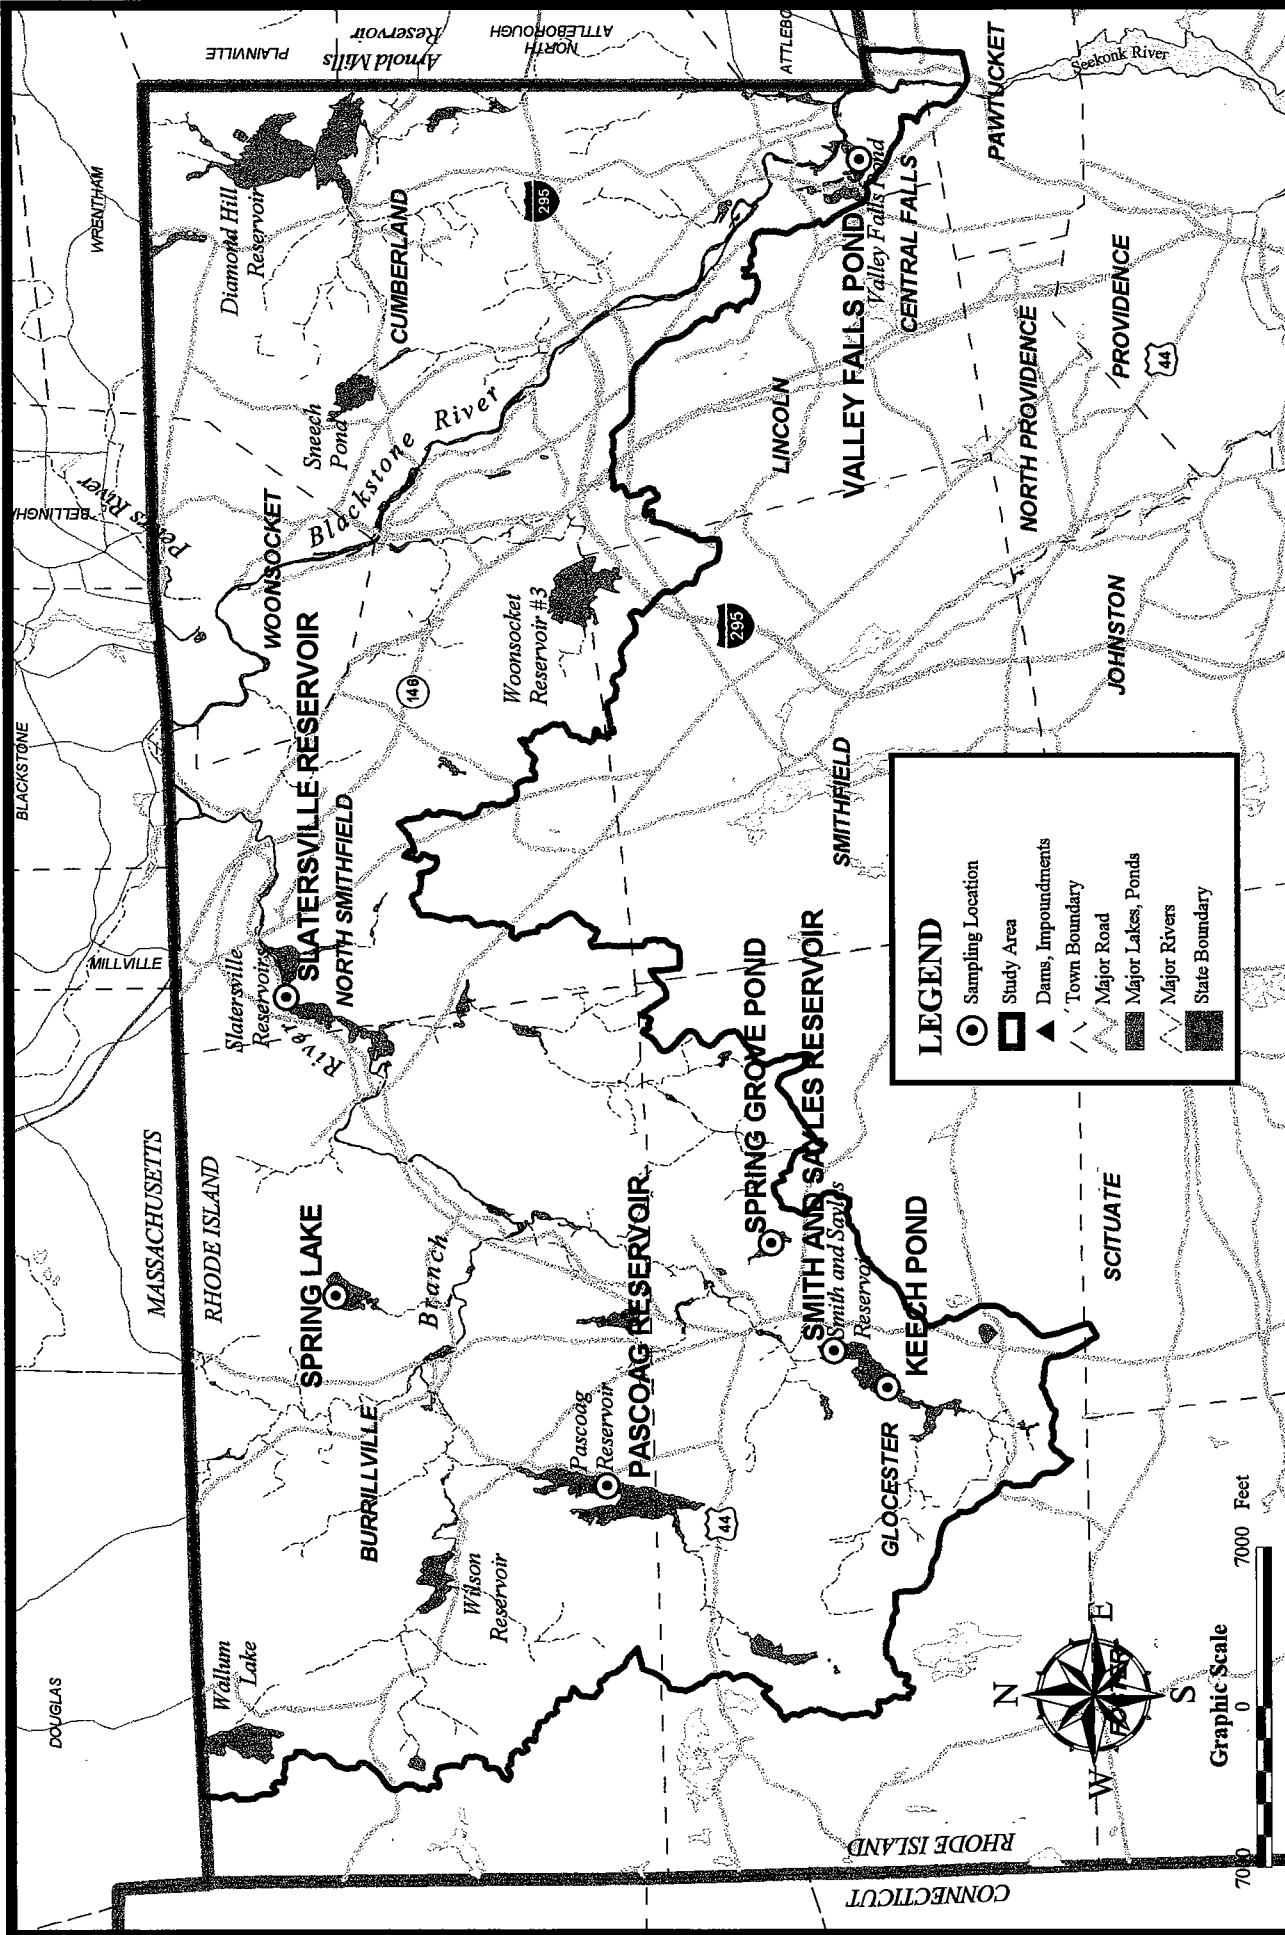 DOUGLAS
BLACKSTONE
MILLVILLE
WRENTHAM
PLAINVILLE
Arnold Mills
Reservoir
NORTH
ATTLEBOROUGH
MASSACHUSETTS
RHODE ISLAND
Wallum
Lake
Wilson
Reservoir
BURRILLVILLE
SPRING LAKE
Branch
River
Slatersville
Reservoirs
SLATERSVILLE RESERVOIR
NORTH SMITHFIELD
WOONSOCKET
Blackstone River
Sneech
Pond
Diamond Hill
Reservoir
CUMBERLAND
295
146
Woonsocket
Reservoir #3
Pascoag
Reservoir
PASCOAG RESERVOIR
44
SPRING GROVE POND
SMITH AND SAYLES RESERVOIR
Smith and Sayles
Reservoir
KEECH POND
GLOCESTER
SCITUATE
SMITHFIELD
295
LINCOLN
VALLEY FALLS POND
Valley Falls Pond
CENTRAL FALLS
PAWTUCKET
Seekonk River
JOHNSTON
NORTH PROVIDENCE
PROVIDENCE
44
CONNECTICUT
RHODE ISLAND
N
W
E
S
Graphic Scale
7000 0 7000 Feet
LEGEND
Sampling Location
Study Area
Dams, Impoundments
Town Boundary
Major Road
Major Lakes, Ponds
Major Rivers
State Boundary